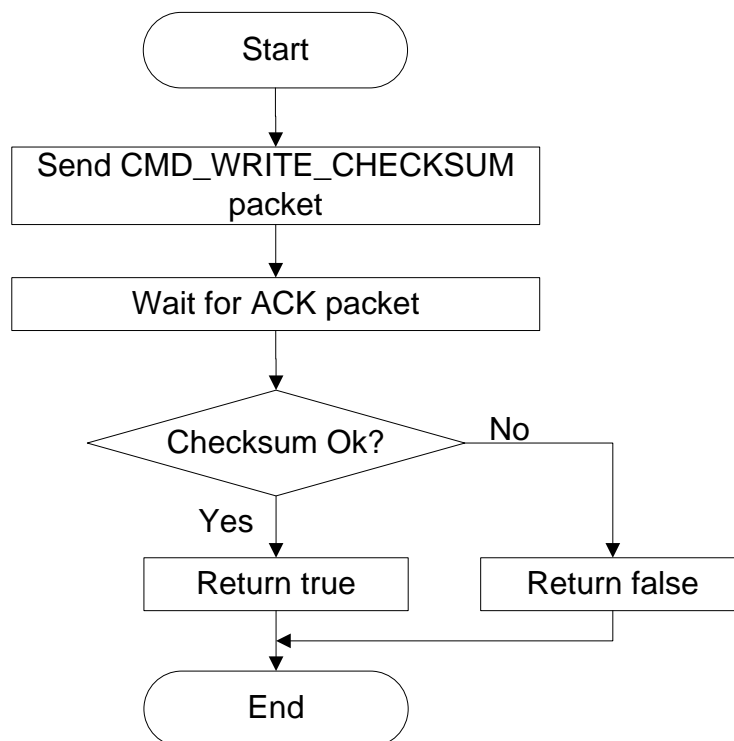 Start
Send CMD_WRITE_CHECKSUM
packet
Wait for ACK packet
Checksum Ok?
No
Yes
Return true
Return false
End